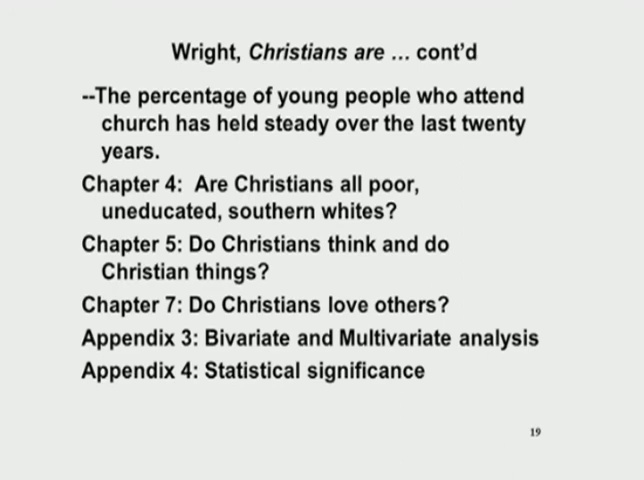 Wright, Christians are … cont'd
--The percentage of young people who attend
church has held steady over the last twenty
years.
Chapter 4:  Are Christians all poor,
uneducated, southern whites?
Chapter 5: Do Christians think and do
Christian things?
Chapter 7: Do Christians love others?
Appendix 3: Bivariate and Multivariate analysis
Appendix 4: Statistical significance
19